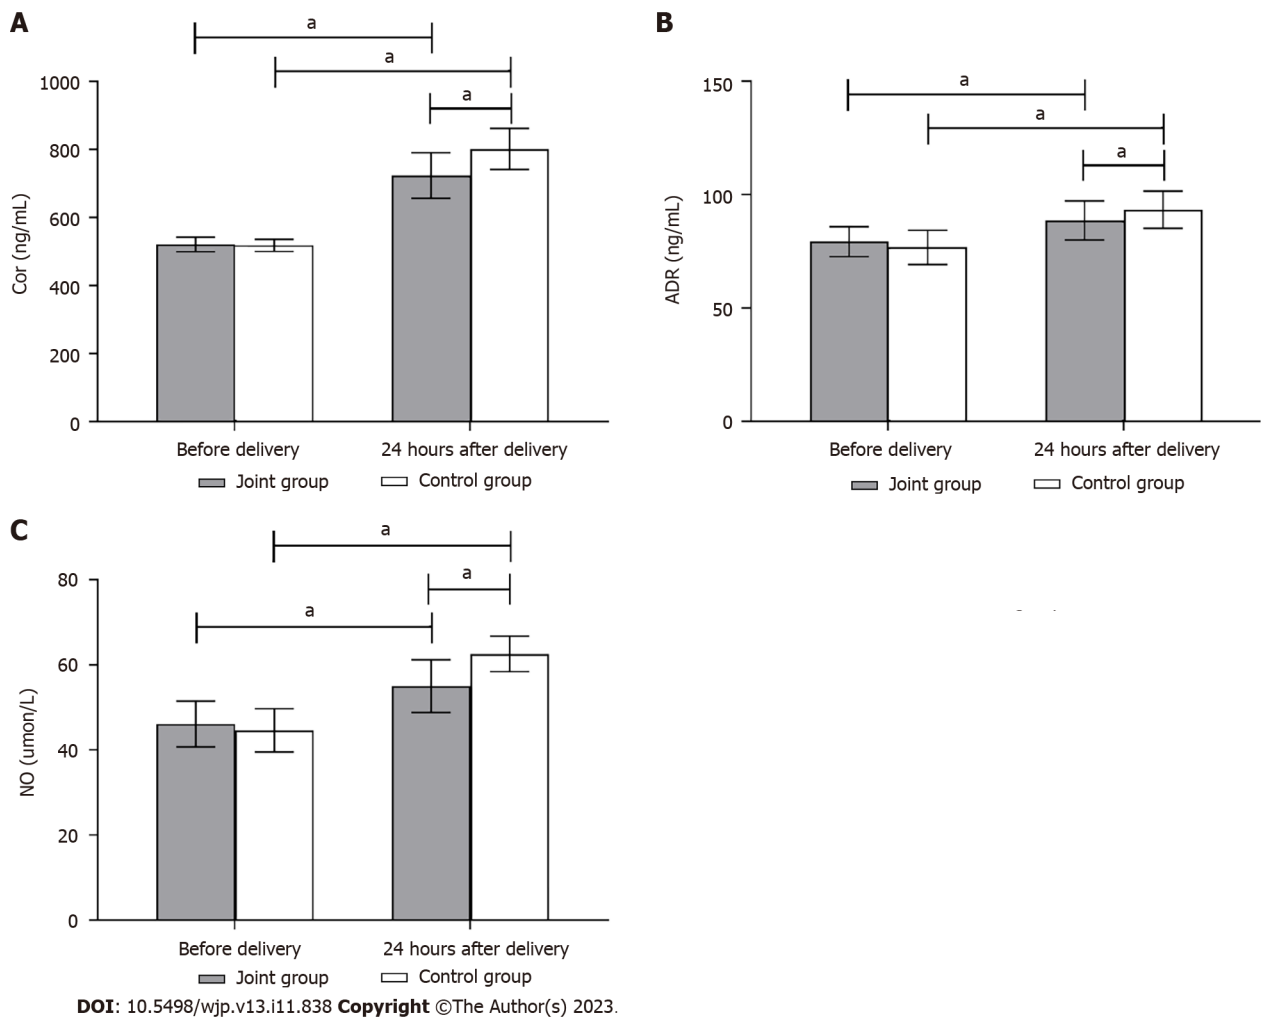 A
a
a
a
1000
800
600
400
200
0
Cor (ng/mL)
Before delivery
24 hours after delivery
Joint group
Control group
B
a
a
a
150
100
50
0
ADR (ng/mL)
Before delivery
24 hours after delivery
Joint group
Control group
C
a
a
a
80
60
40
20
0
NO (umon/L)
Before delivery
24 hours after delivery
Joint group
Control group
DOI: 10.5498/wjp.v13.i11.838 Copyright ©The Author(s) 2023.